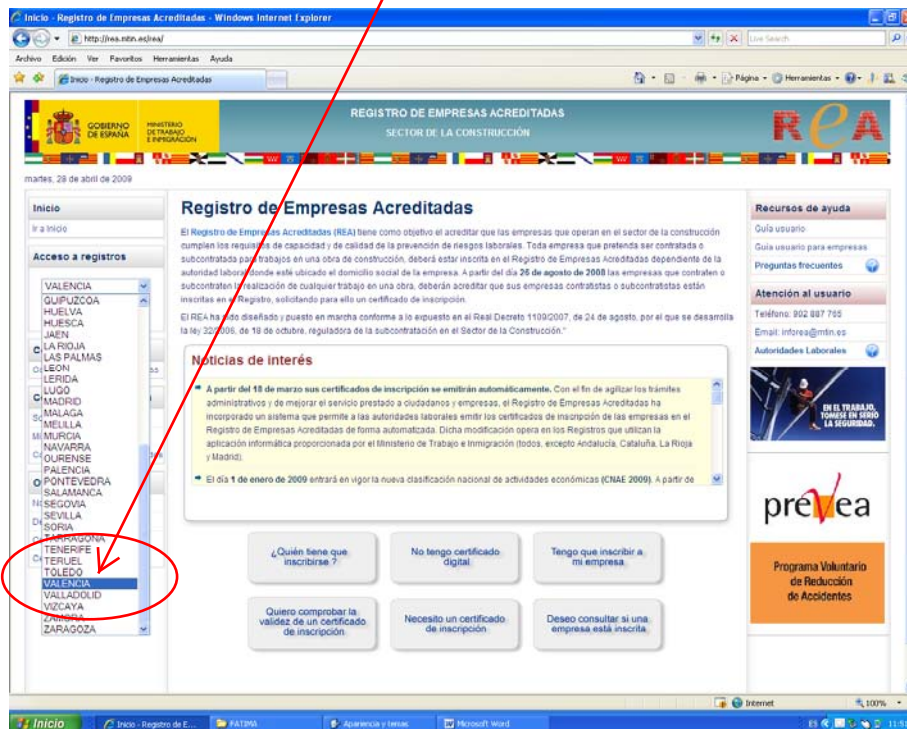 Inicio - Registro de Empresas Acreditadas - Windows Internet Explorer
http://rea.mtin.es/rea/
Live Search
Archivo Edición Ver Favoritos Herramientas Ayuda
Inicio - Registro de Empresas Acreditadas
Página
Herramientas
GOBIERNO DE ESPAÑA
MINISTERIO DE TRABAJO E INMIGRACIÓN
REGISTRO DE EMPRESAS ACREDITADAS
SECTOR DE LA CONSTRUCCIÓN
ReA
martes, 28 de abril de 2009
Inicio
Ir a Inicio
Acceso a registros
VALENCIA
GUIPUZCOA
HUELVA
HUESCA
JAEN
LA RIOJA
LAS PALMAS
LEON
LERIDA
LUGO
MADRID
MALAGA
MELILLA
MURCIA
NAVARRA
OURENSE
PALENCIA
PONTEVEDRA
SALAMANCA
SEGOVIA
SEVILLA
SORIA
TARRAGONA
TENERIFE
TERUEL
TOLEDO
VALENCIA
VALLADOLID
VIZCAYA
ZAMORA
ZARAGOZA
Registro de Empresas Acreditadas
El Registro de Empresas Acreditadas (REA) tiene como objetivo el acreditar que las empresas que operan en el sector de la construcción
cumplen los requisitos de capacidad y de calidad de la prevención de riesgos laborales. Toda empresa que pretenda ser contratada o
subcontratada para trabajos en una obra de construcción, deberá estar inscrita en el Registro de Empresas Acreditadas dependiente de la
autoridad laboral donde esté ubicado el domicilio social de la empresa. A partir del día 26 de agosto de 2008 las empresas que contraten o
subcontraten la realización de cualquier trabajo en una obra, deberán acreditar que sus empresas contratistas o subcontratistas están
inscritas en el Registro, solicitando para ello un certificado de inscripción.
El REA ha sido diseñado y puesto en marcha conforme a lo expuesto en el Real Decreto 1109/2007, de 24 de agosto, por el que se desarrolla
la ley 32/2006, de 18 de octubre, reguladora de la subcontratación en el Sector de la Construcción."
Noticias de interés
A partir del 18 de marzo sus certificados de inscripción se emitirán automáticamente. Con el fin de agilizar los trámites
administrativos y de mejorar el servicio prestado a ciudadanos y empresas, el Registro de Empresas Acreditadas ha
incorporado un sistema que permite a las autoridades laborales emitir los certificados de inscripción de las empresas en el
Registro de Empresas Acreditadas de forma automatizada. Dicha modificación opera en los Registros que utilizan la
aplicación informática proporcionada por el Ministerio de Trabajo e Inmigración (todos, excepto Andalucía, Cataluña, La Rioja
y Madrid).
El día 1 de enero de 2009 entrará en vigor la nueva clasificación nacional de actividades económicas (CNAE 2009). A partir de
¿Quién tiene que
inscribirse ?
No tengo certificado
digital
Tengo que inscribir a
mi empresa
Quiero comprobar la
validez de un certificado
de inscripción
Necesito un certificado
de inscripción
Deseo consultar si una
empresa está inscrita
Recursos de ayuda
Guía usuario
Guía usuario para empresas
Preguntas frecuentes
Atención al usuario
Teléfono: 902 887 765
Email: inforea@mtin.es
Autoridades Laborales
EN EL TRABAJO,
TOMESE EN SERIO
LA SEGURIDAD.
prevea
Programa Voluntario
de Reducción
de Accidentes
Internet
100%
Inicio
Inicio - Registro de E...
FATIMA
Apariencia y temas
Microsoft Word
ES
11:51